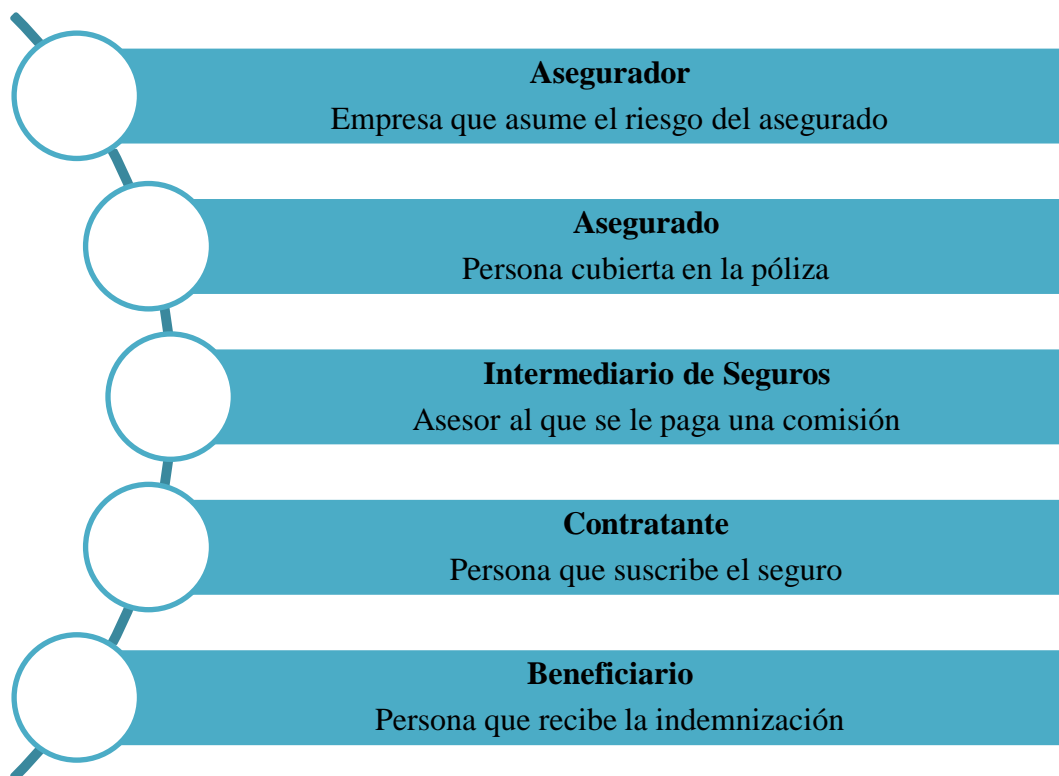 Asegurador
Empresa que asume el riesgo del asegurado
Asegurado
Persona cubierta en la póliza
Intermediario de Seguros
Asesor al que se le paga una comisión
Contratante
Persona que suscribe el seguro
Beneficiario
Persona que recibe la indemnización